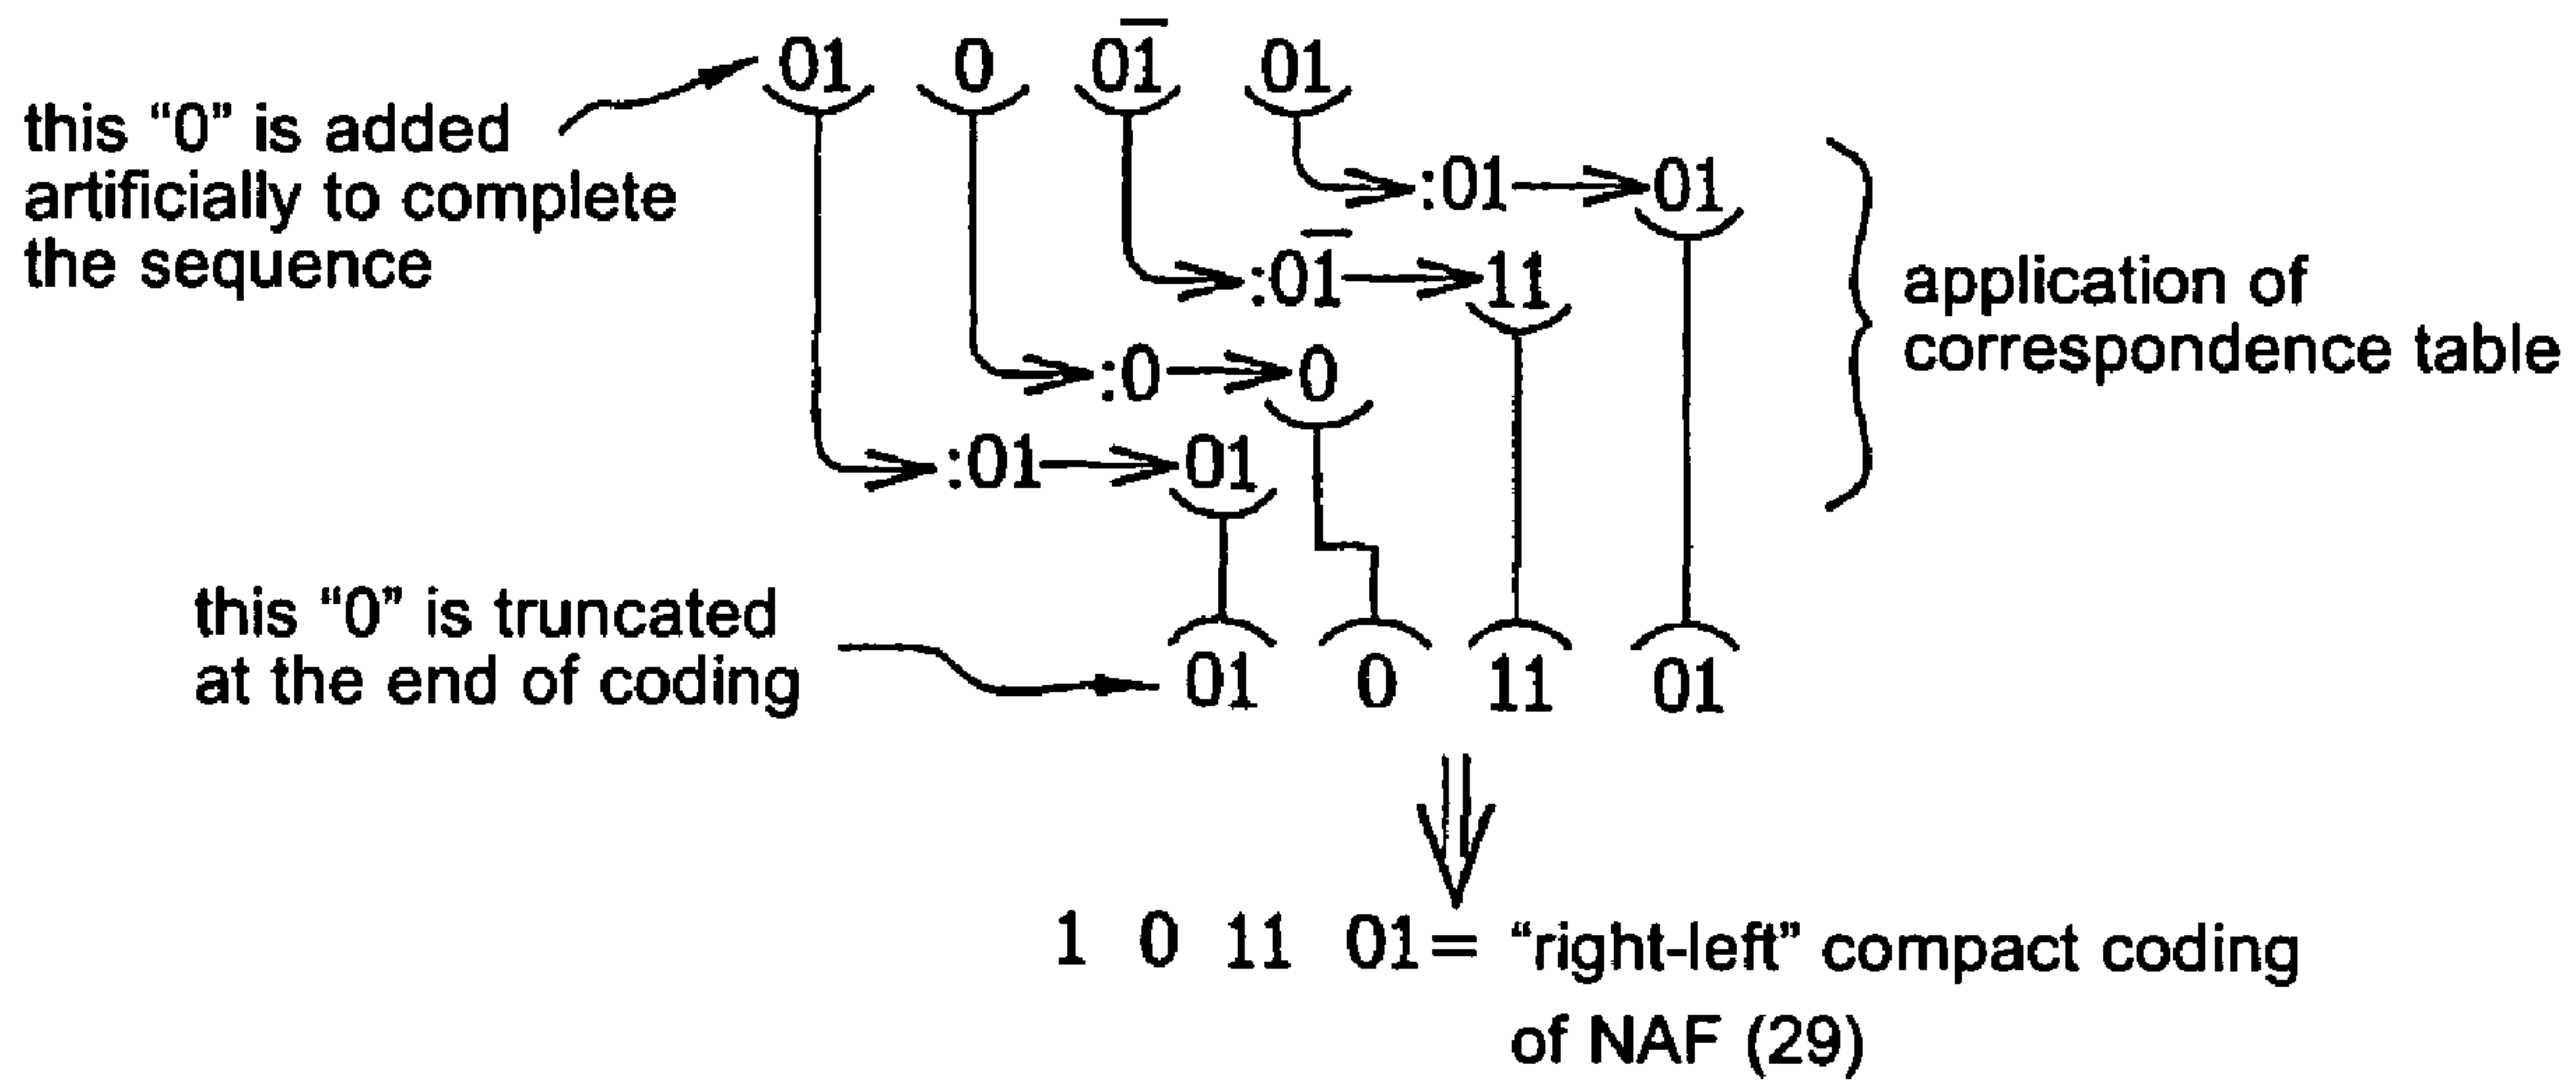 01 0 01̅ 01
this “0” is added
artificially to complete
the sequence
:01 01
:01̅ 11
:0 0
:01 01
application of
correspondence table
this “0” is truncated
at the end of coding
01 0 11 01
1 0 11 01 = “right-left” compact coding
of NAF (29)